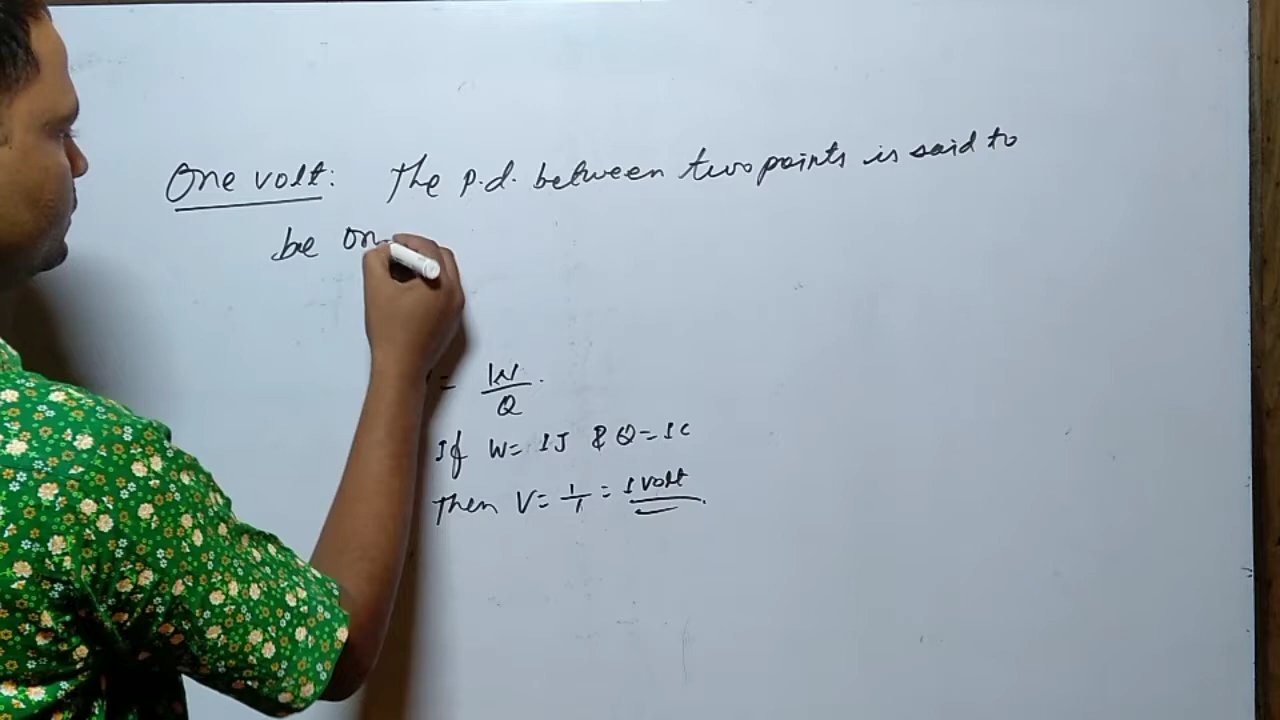 One volt: The p.d. between two points is said to
be on
= W/Q.
If W= 1J & Q=1C
Then V= 1/1 = 1 volt.